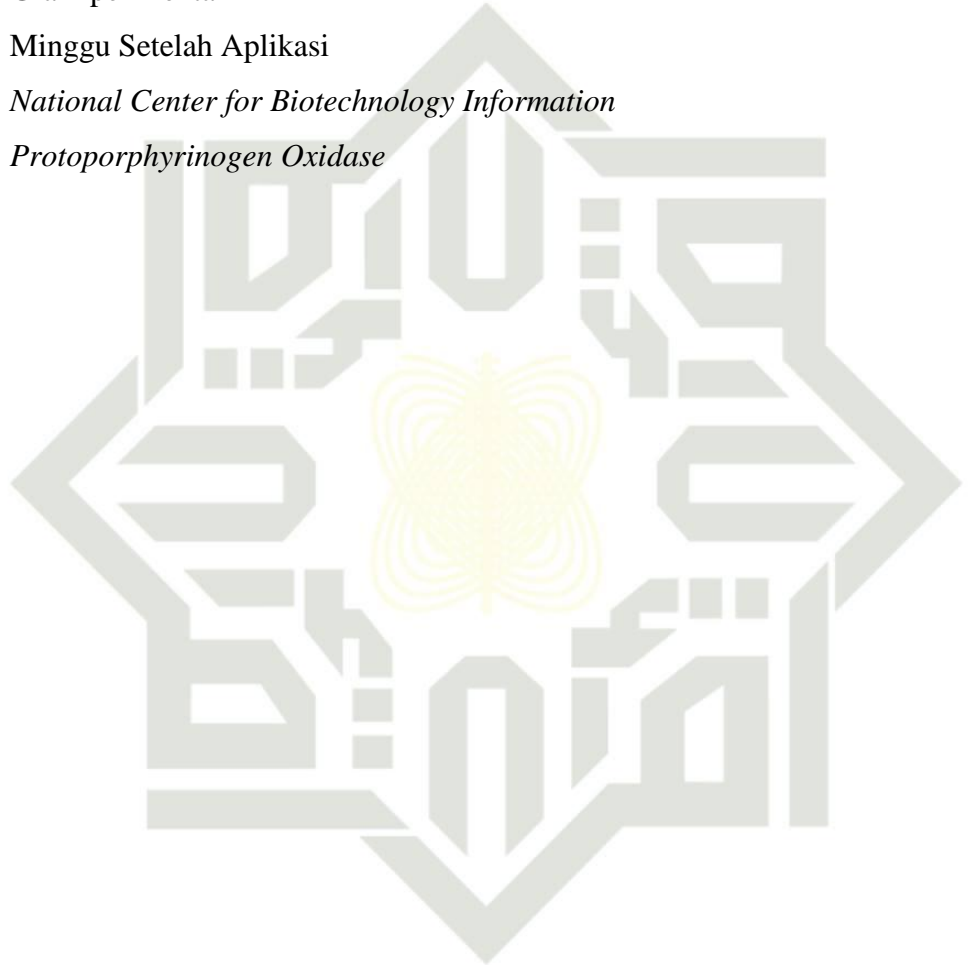 Minggu Setelah Aplikasi
National Center for Biotechnology Information
Protoporphyrinogen Oxidase